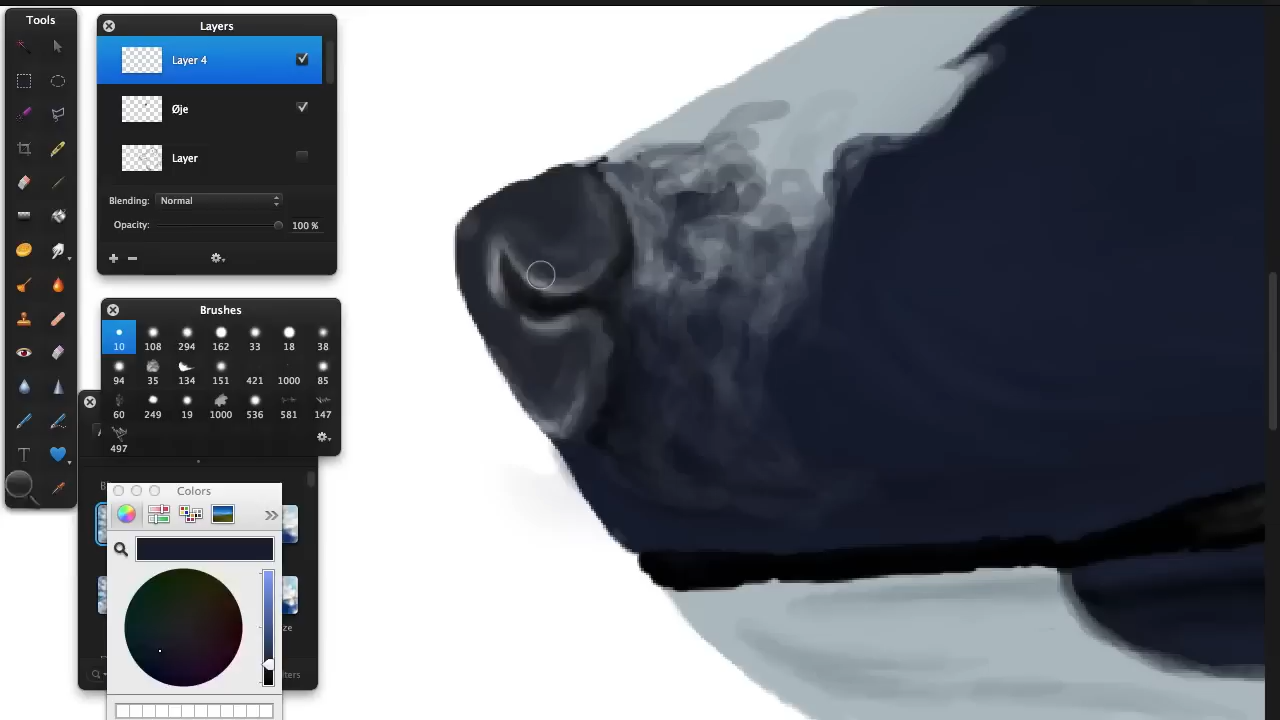 Tools
Layers
Layer 4
Øje
Layer
Blending: Normal
Opacity: 100 %
Brushes
10 108 294 162 33 18 38
94 35 134 151 421 1000 85
60 249 19 1000 536 581 147
497
Colors
T